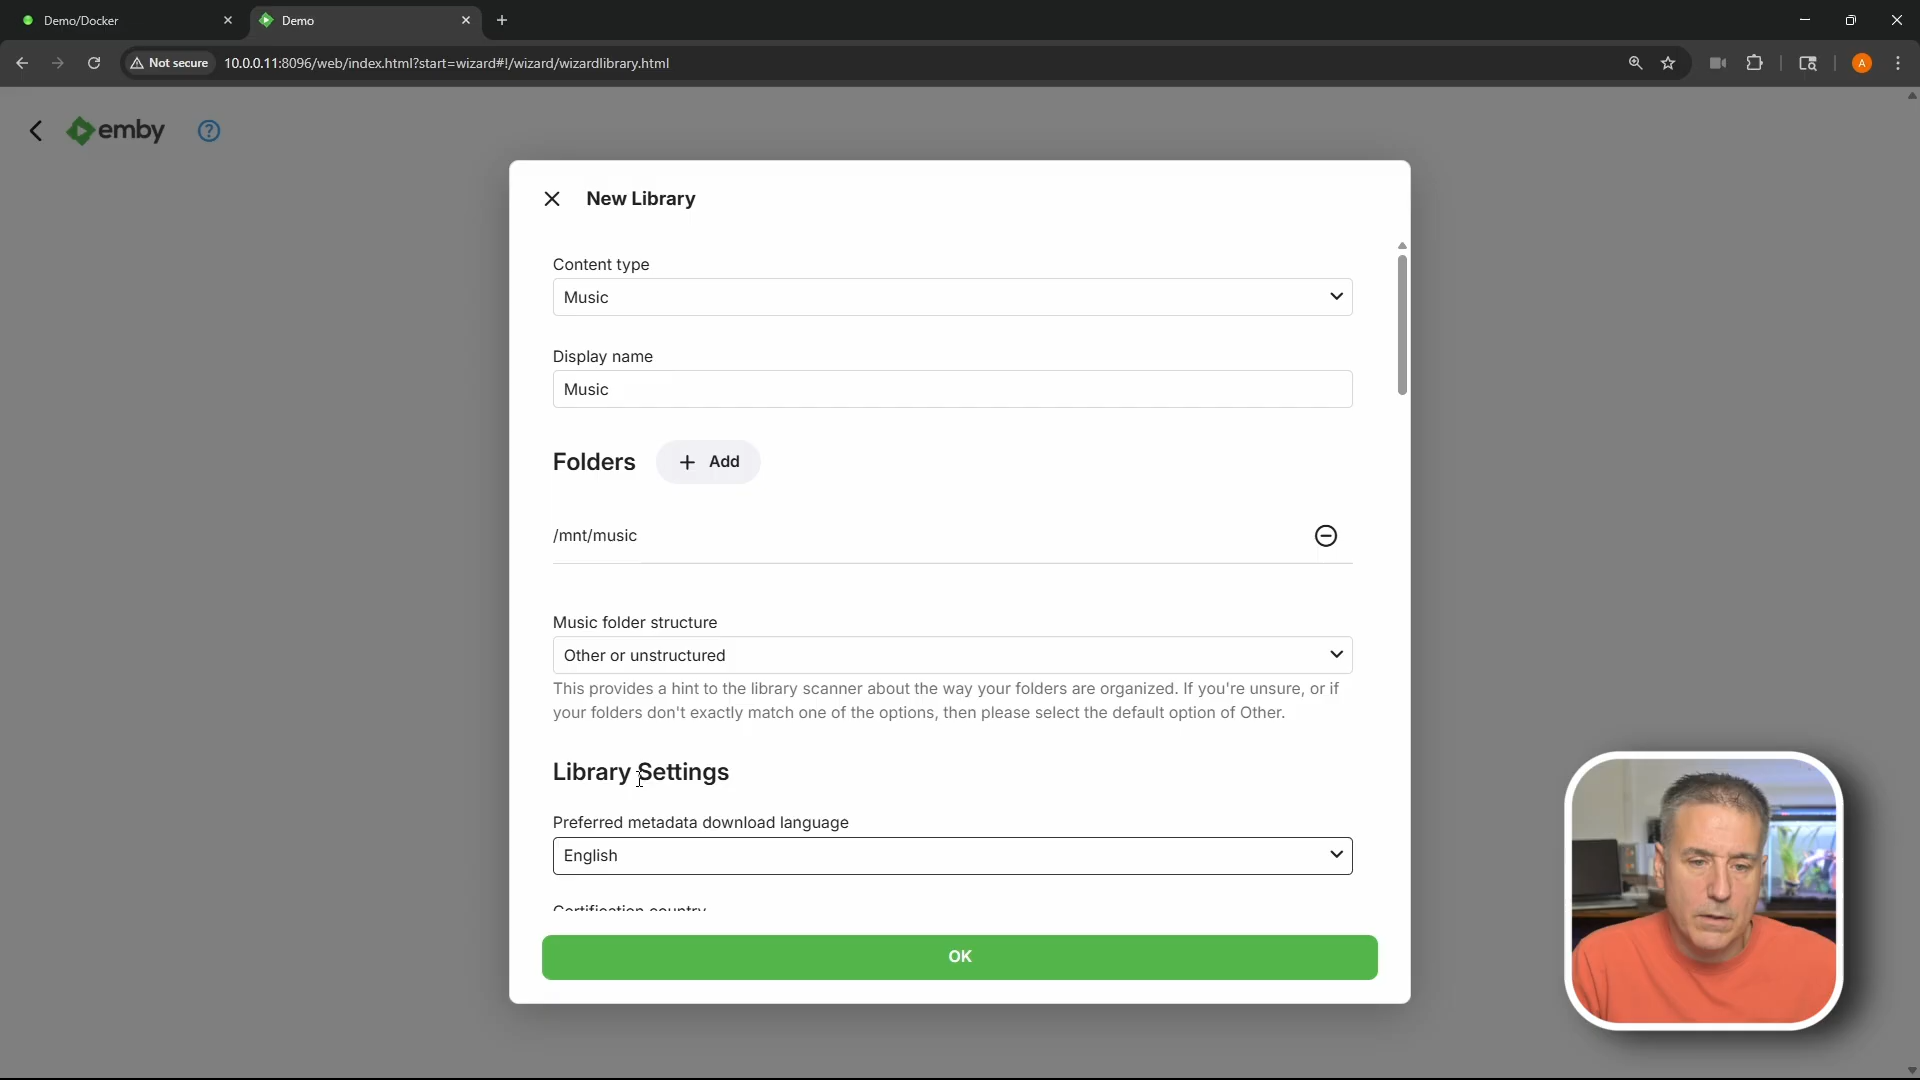 Demo/Docker
Demo
Not secure
10.0.0.11:8096/web/index.html?start=wizard#!/wizard/wizardlibrary.html
A
emby
?
New Library
Content type
Music
Display name
Music
Folders
+ Add
/mnt/music
Music folder structure
Other or unstructured
This provides a hint to the library scanner about the way your folders are organized. If you're unsure, or if
your folders don't exactly match one of the options, then please select the default option of Other.
Library Settings
Preferred metadata download language
English
Certification country
OK